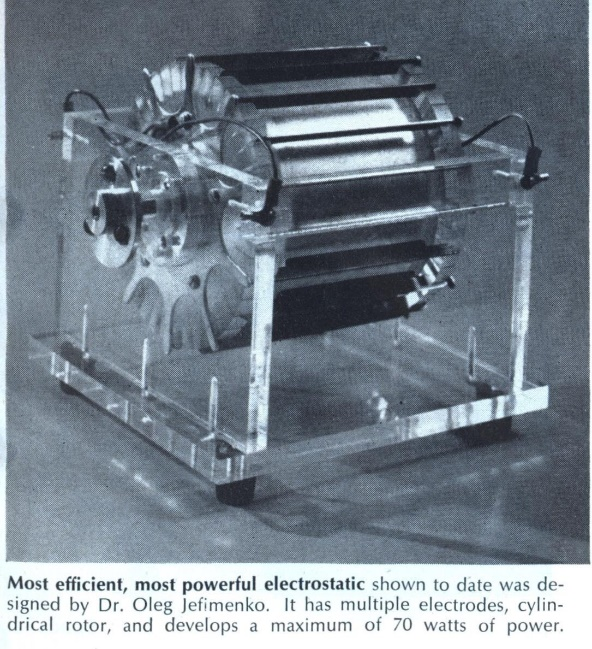 Most efficient, most powerful electrostatic shown to date was de-
signed by Dr. Oleg Jefimenko. It has multiple electrodes, cylin-
drical rotor, and develops a maximum of 70 watts of power.